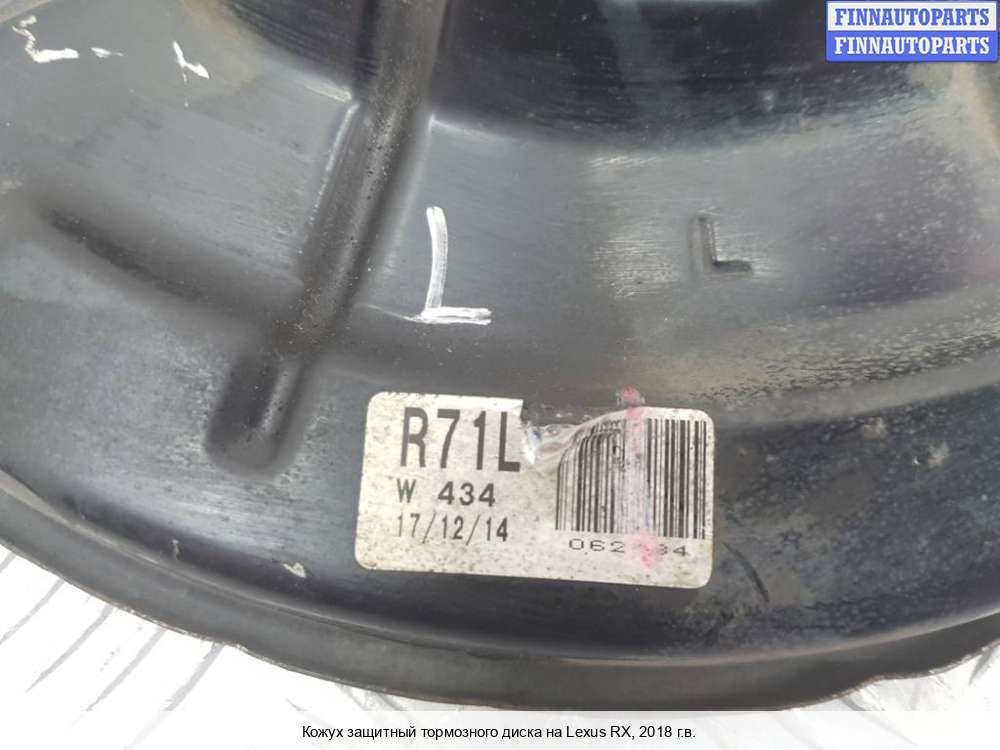 FINNAUTOPARTS
FINNAUTOPARTS
L
L
R71L
W 434
17/12/14
Кожух защитный тормозного диска на Lexus RX, 2018 г.в.